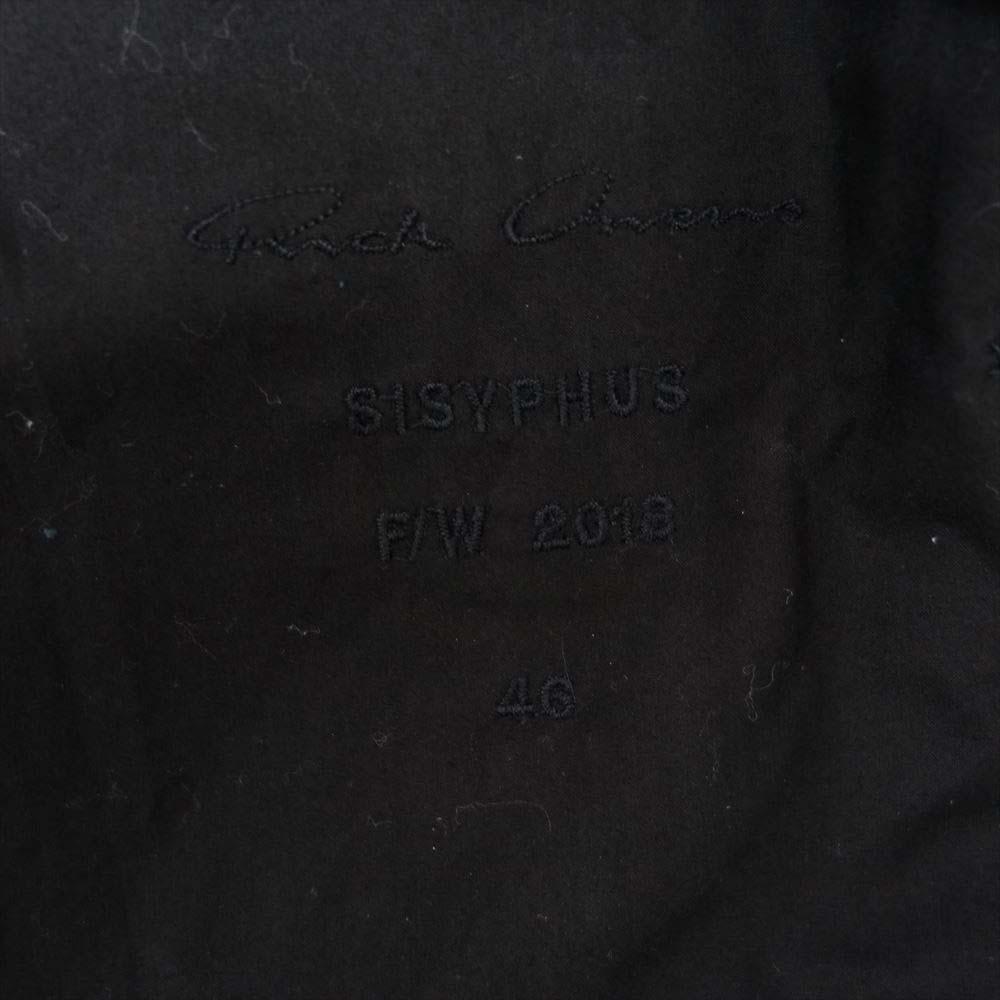 Rick Owens
SISYPHUS
F/W 2018
46